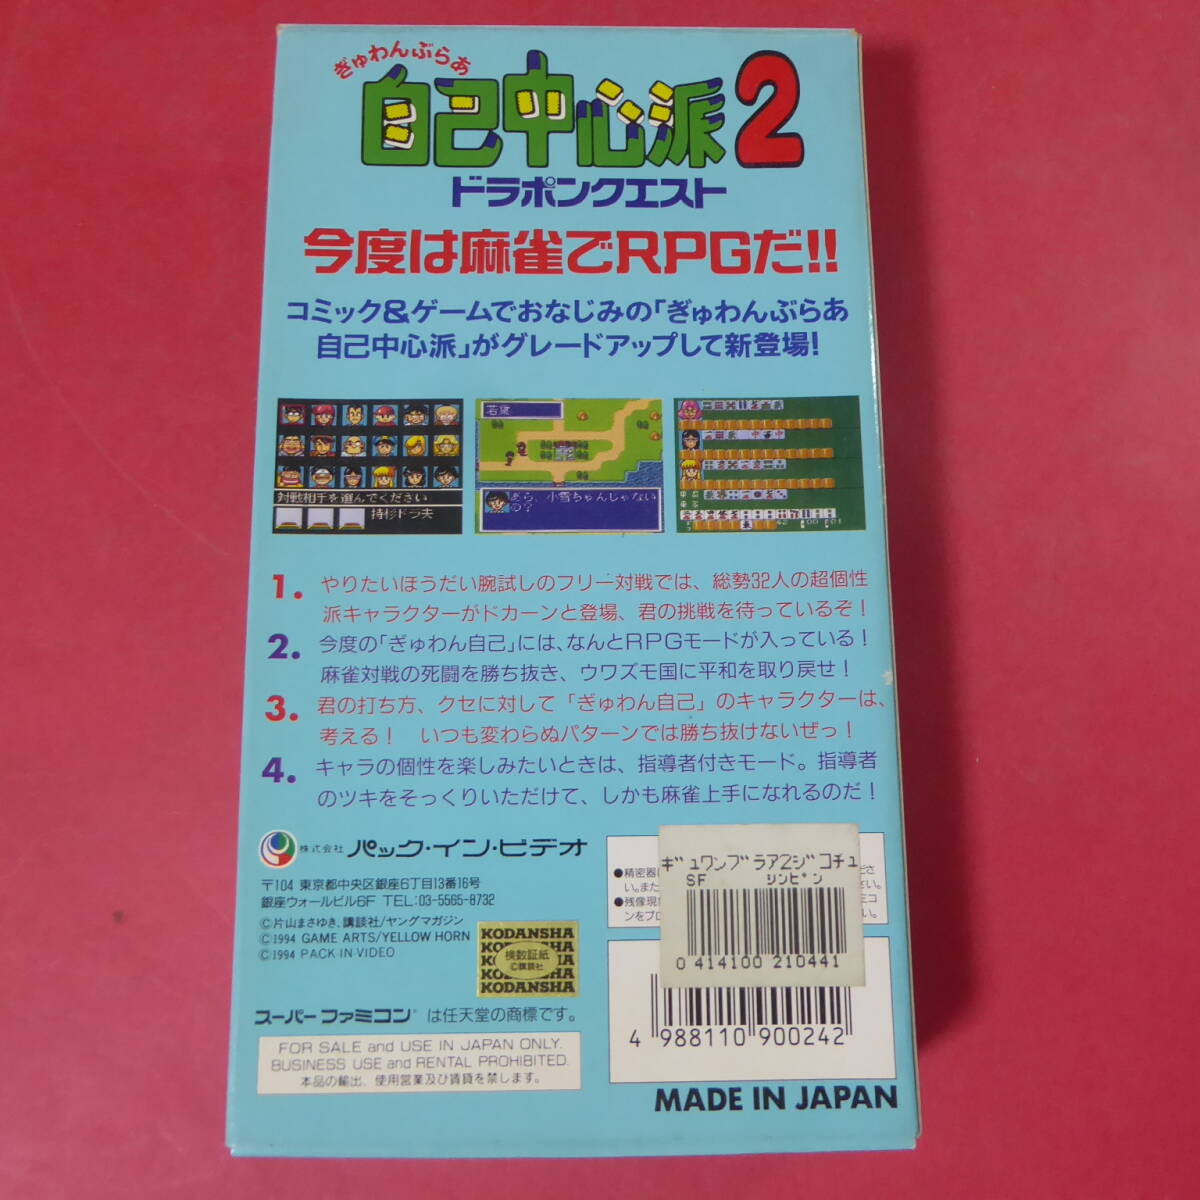 ぎゅわんぶらあ
自己中心派2
ドラポンクエスト
今度は麻雀でRPGだ!!
コミック&ゲームでおなじみの「ぎゅわんぶらあ
自己中心派」がグレードアップして新登場!
対戦相手を選んでください
持杉ドラ夫
若葉
あら、小雪ちゃんじゃない
の?
1. やりたいほうだい腕試しのフリー対戦では、総勢32人の超個性
派キャラクターがドカーンと登場、君の挑戦を待っているぞ!
2. 今度の「ぎゅわん自己」には、なんとRPGモードが入っている!
麻雀対戦の死闘を勝ち抜き、ウワズモ国に平和を取り戻せ!
3. 君の打ち方、クセに対して「ぎゅわん自己」のキャラクターは、
考える! いつも変わらぬパターンでは勝ち抜けないぜっ!
4. キャラの個性を楽しみたいときは、指導者付きモード。指導者
のツキをそっくりいただけて、しかも麻雀上手になれるのだ!
株式会社 パック・イン・ビデオ
〒104 東京都中央区銀座6丁目13番16号
銀座ウォールビル6F TEL:03-5565-8732
©片山まさゆき,講談社/ヤングマガジン
©1994 GAME ARTS/YELLOW HORN
©1994 PACK IN VIDEO
KODANSHA
検数証紙
©講談社
KODANSHA
スーパーファミコン は任天堂の商標です。
FOR SALE and USE IN JAPAN ONLY.
BUSINESS USE and RENTAL PROHIBITED.
本品の輸出、使用営業及び賃貸を禁じます。
●精密器
い。また
●残像現
ンをプロ
ギュワンブラア2ジコチュ
SF シンピン
0 414100 210441
4 988110 900242
MADE IN JAPAN